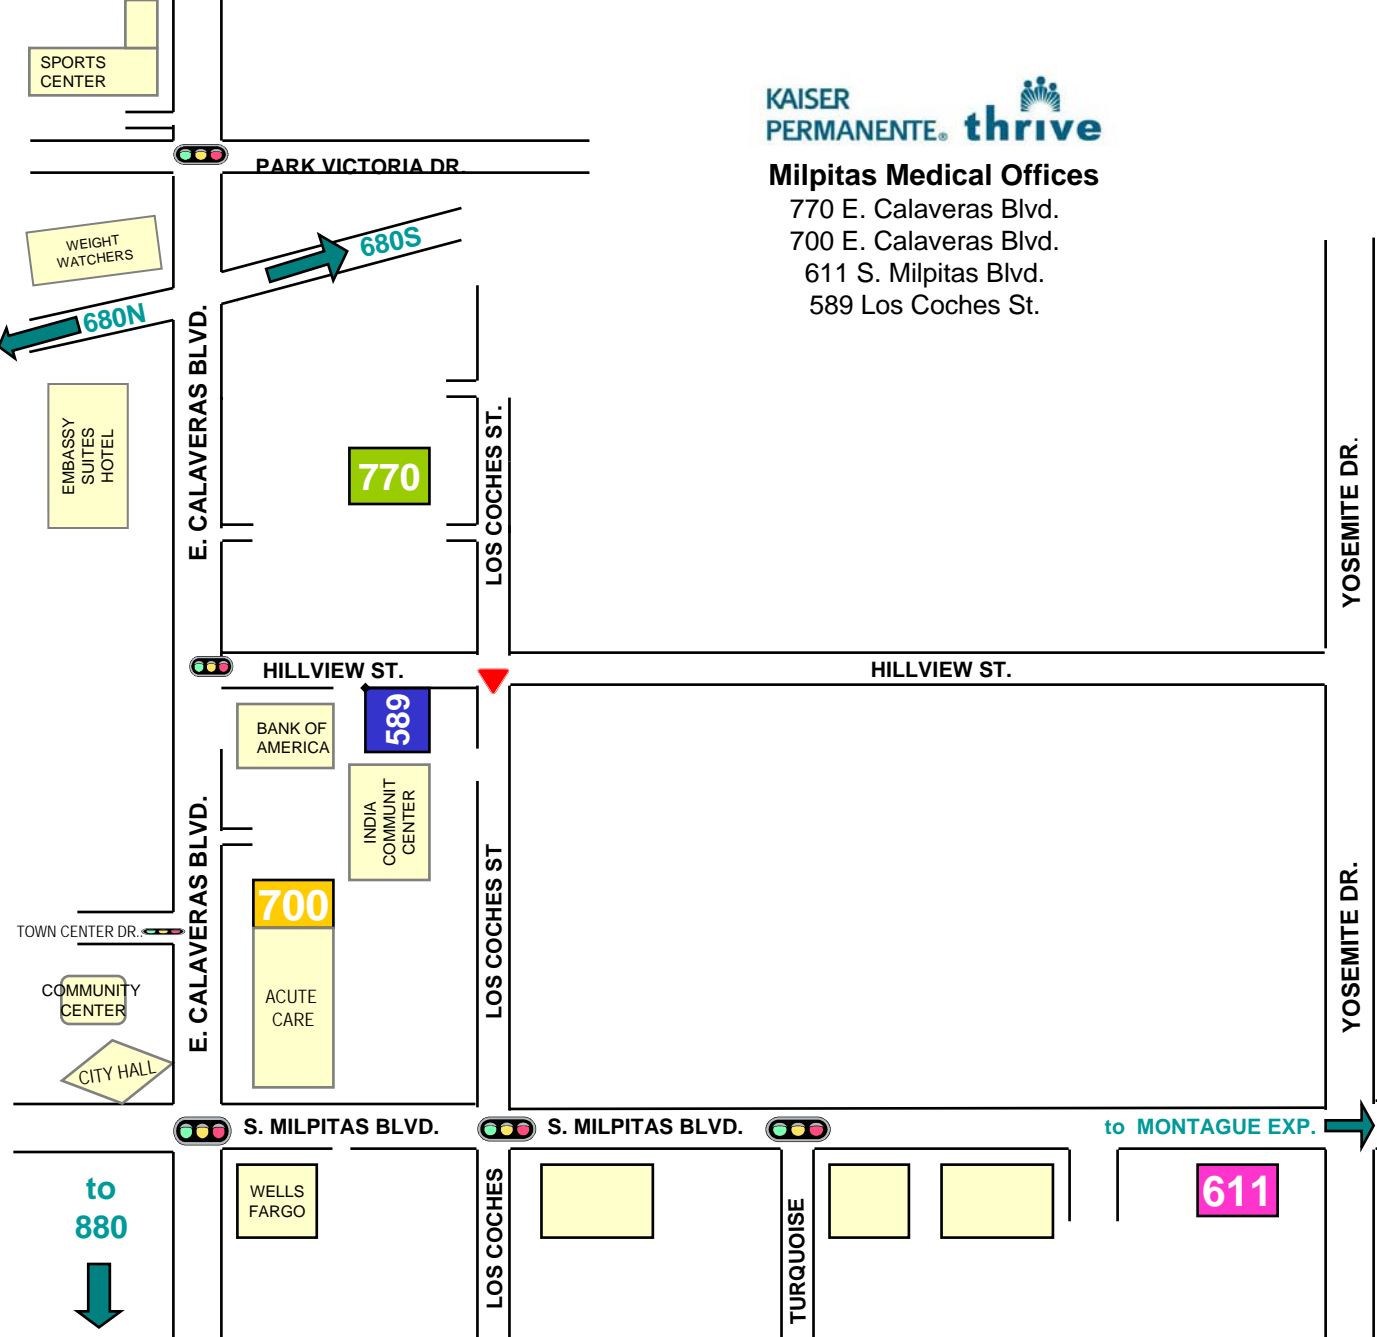 SPORTS
CENTER
KAISER
PERMANENTE® thrive
Milpitas Medical Offices
770 E. Calaveras Blvd.
700 E. Calaveras Blvd.
611 S. Milpitas Blvd.
589 Los Coches St.
PARK VICTORIA DR.
WEIGHT
WATCHERS
680S
680N
E. CALAVERAS BLVD.
EMBASSY
SUITES
HOTEL
770
LOS COCHES ST.
YOSEMITE DR.
HILLVIEW ST.
HILLVIEW ST.
BANK OF
AMERICA
589
INDIA
COMMUNIT
CENTER
E. CALAVERAS BLVD.
700
LOS COCHES ST
YOSEMITE DR.
TOWN CENTER DR..
COMMUNITY
CENTER
ACUTE
CARE
CITY HALL
S. MILPITAS BLVD.
S. MILPITAS BLVD.
to MONTAGUE EXP.
to
880
WELLS
FARGO
LOS COCHES
TURQUOISE
611